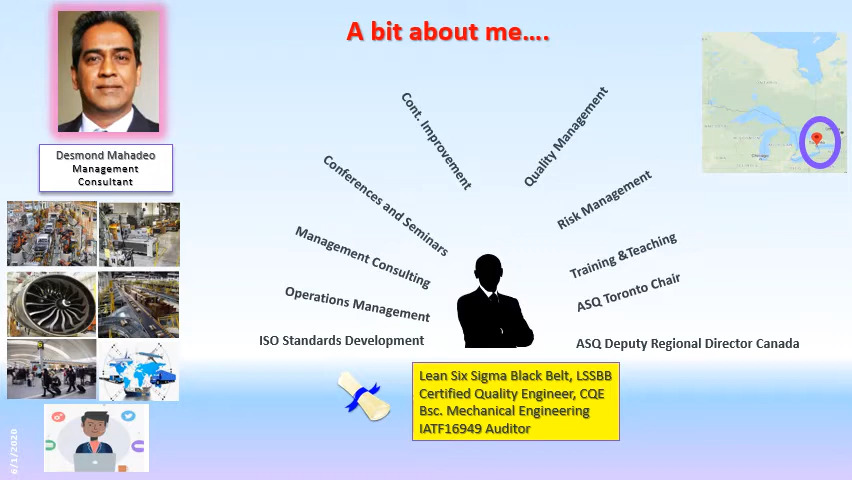 A bit about me....
Desmond Mahadeo
Management
Consultant
Cont. Improvement
Quality Management
Conferences and Seminars
Risk Management
Management Consulting
Training &Teaching
Operations Management
ASQ Toronto Chair
ISO Standards Development
ASQ Deputy Regional Director Canada
Lean Six Sigma Black Belt, LSSBB
Certified Quality Engineer, CQE
Bsc. Mechanical Engineering
IATF16949 Auditor
6/1/2020